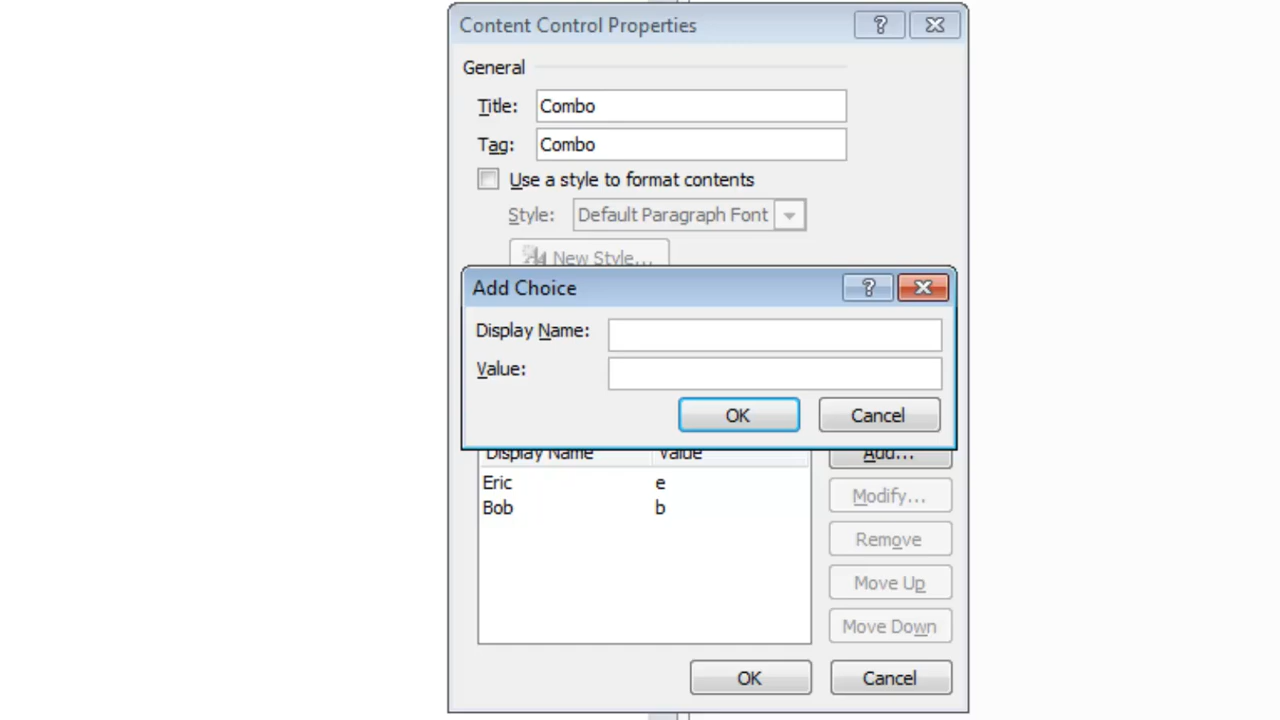 Content Control Properties
General
Title: Combo
Tag: Combo
Use a style to format contents
Style: Default Paragraph Font
New Style...
Add Choice
Display Name:
Value:
OK Cancel
Display Name Value Add...
Eric e
Modify...
Bob b
Remove
Move Up
Move Down
OK Cancel